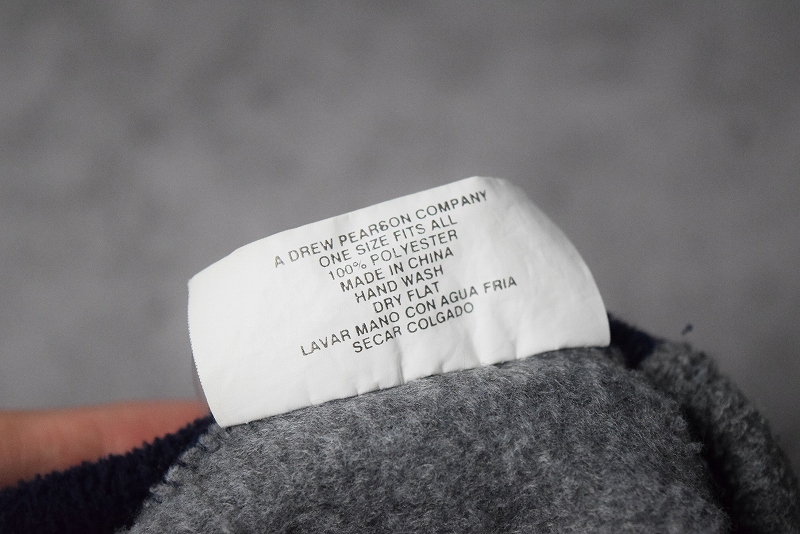 A DREW PEARSON COMPANY
ONE SIZE FITS ALL
100% POLYESTER
MADE IN CHINA
HAND WASH
DRY FLAT
LAVAR MANO CON AGUA FRIA
SECAR COLGADO